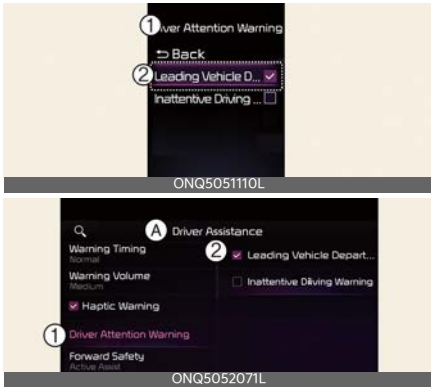 ① Driver Attention Warning
Back
② Leading Vehicle D...
Inattentive Driving ...
ONQ5051110L
Ⓐ Driver Assistance
Warning Timing
Normal
② Leading Vehicle Depart...
Warning Volume
Medium
Inattentive Driving Warning
Haptic Warning
① Driver Attention Warning
Forward Safety
Active Assist
ONQ5052071L